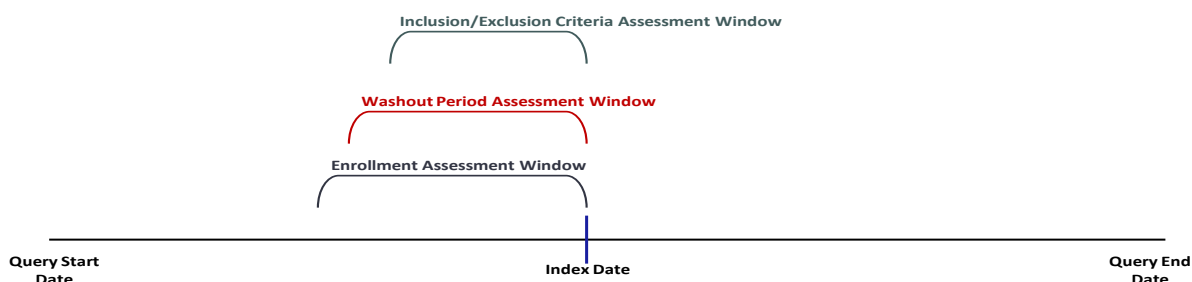 Inclusion/Exclusion Criteria Assessment Window
Washout Period Assessment Window
Enrollment Assessment Window
Query Start
Date
Index Date
Query End
Date